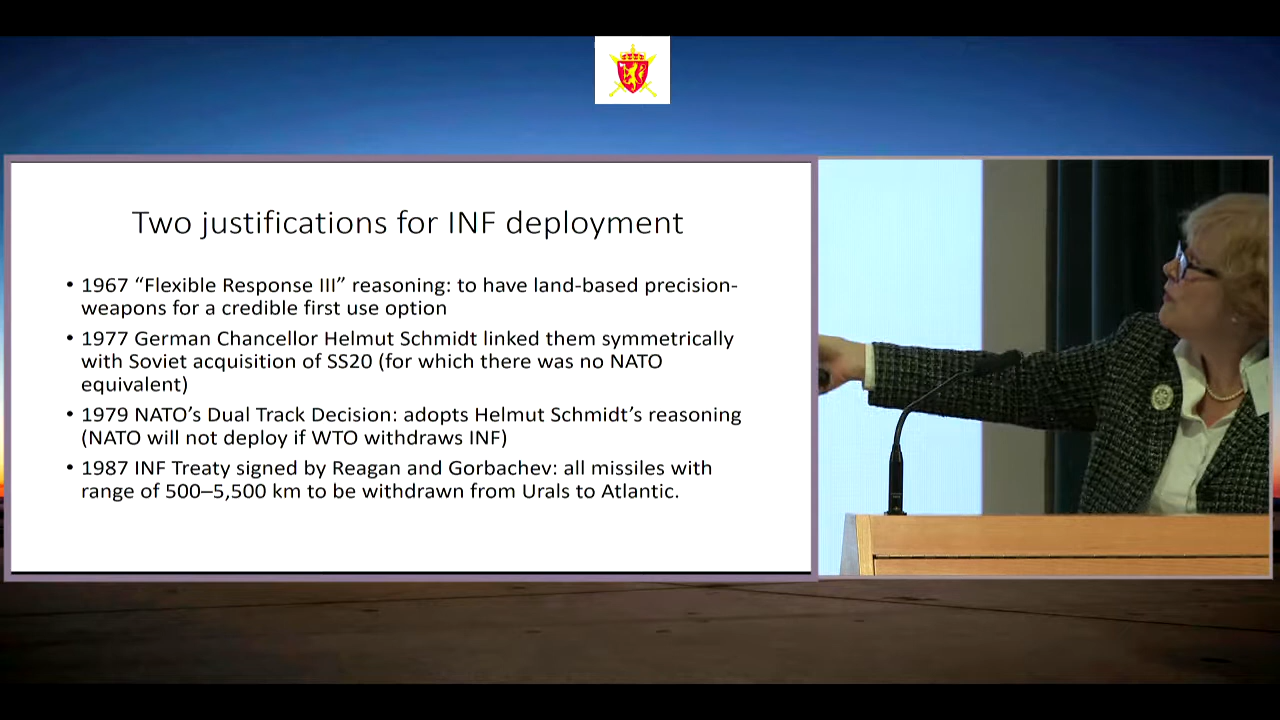 Two justifications for INF deployment
• 1967 “Flexible Response III” reasoning: to have land-based precision-
weapons for a credible first use option
• 1977 German Chancellor Helmut Schmidt linked them symmetrically
with Soviet acquisition of SS20 (for which there was no NATO
equivalent)
• 1979 NATO’s Dual Track Decision: adopts Helmut Schmidt’s reasoning
(NATO will not deploy if WTO withdraws INF)
• 1987 INF Treaty signed by Reagan and Gorbachev: all missiles with
range of 500–5,500 km to be withdrawn from Urals to Atlantic.